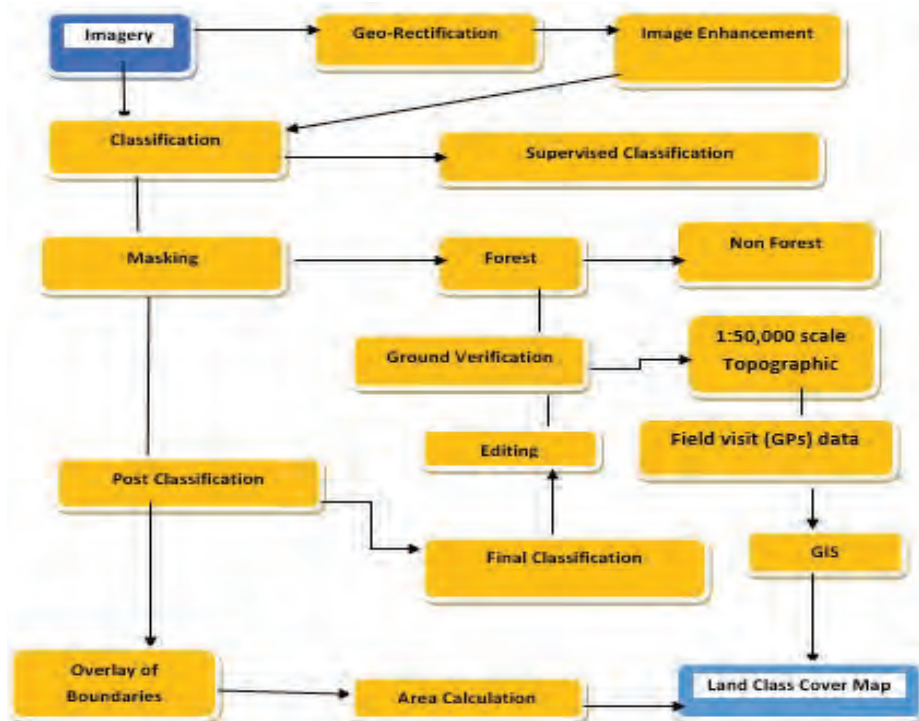 Imagery
Geo-Rectification
Image Enhancement
Classification
Supervised Classification
Masking
Forest
Non Forest
Ground Verification
1:50,000 scale
Topographic
Editing
Field visit (GPs) data
Post Classification
Final Classification
GIS
Overlay of
Boundaries
Area Calculation
Land Class Cover Map